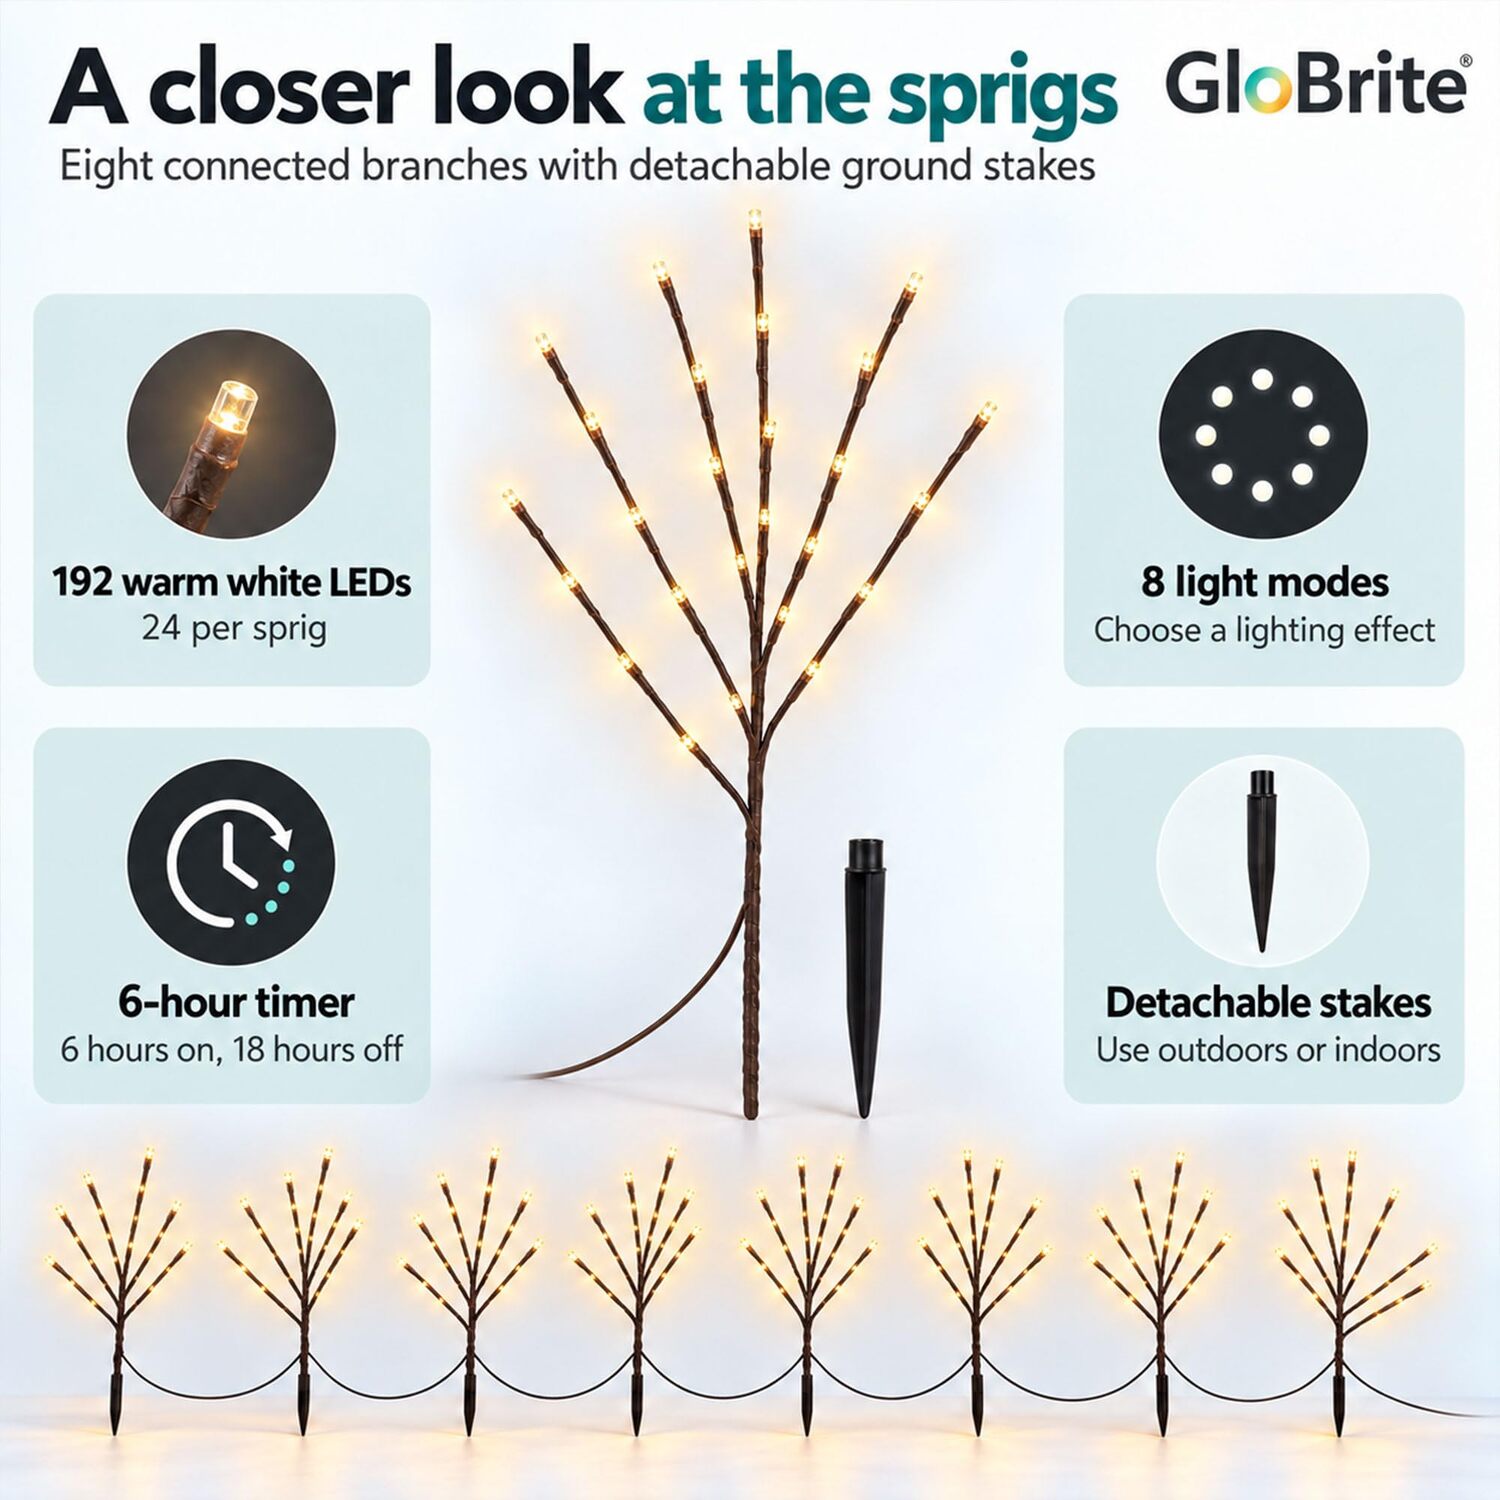 A closer look at the sprigs
GloBrite®
Eight connected branches with detachable ground stakes
192 warm white LEDs
24 per sprig
8 light modes
Choose a lighting effect
6-hour timer
6 hours on, 18 hours off
Detachable stakes
Use outdoors or indoors